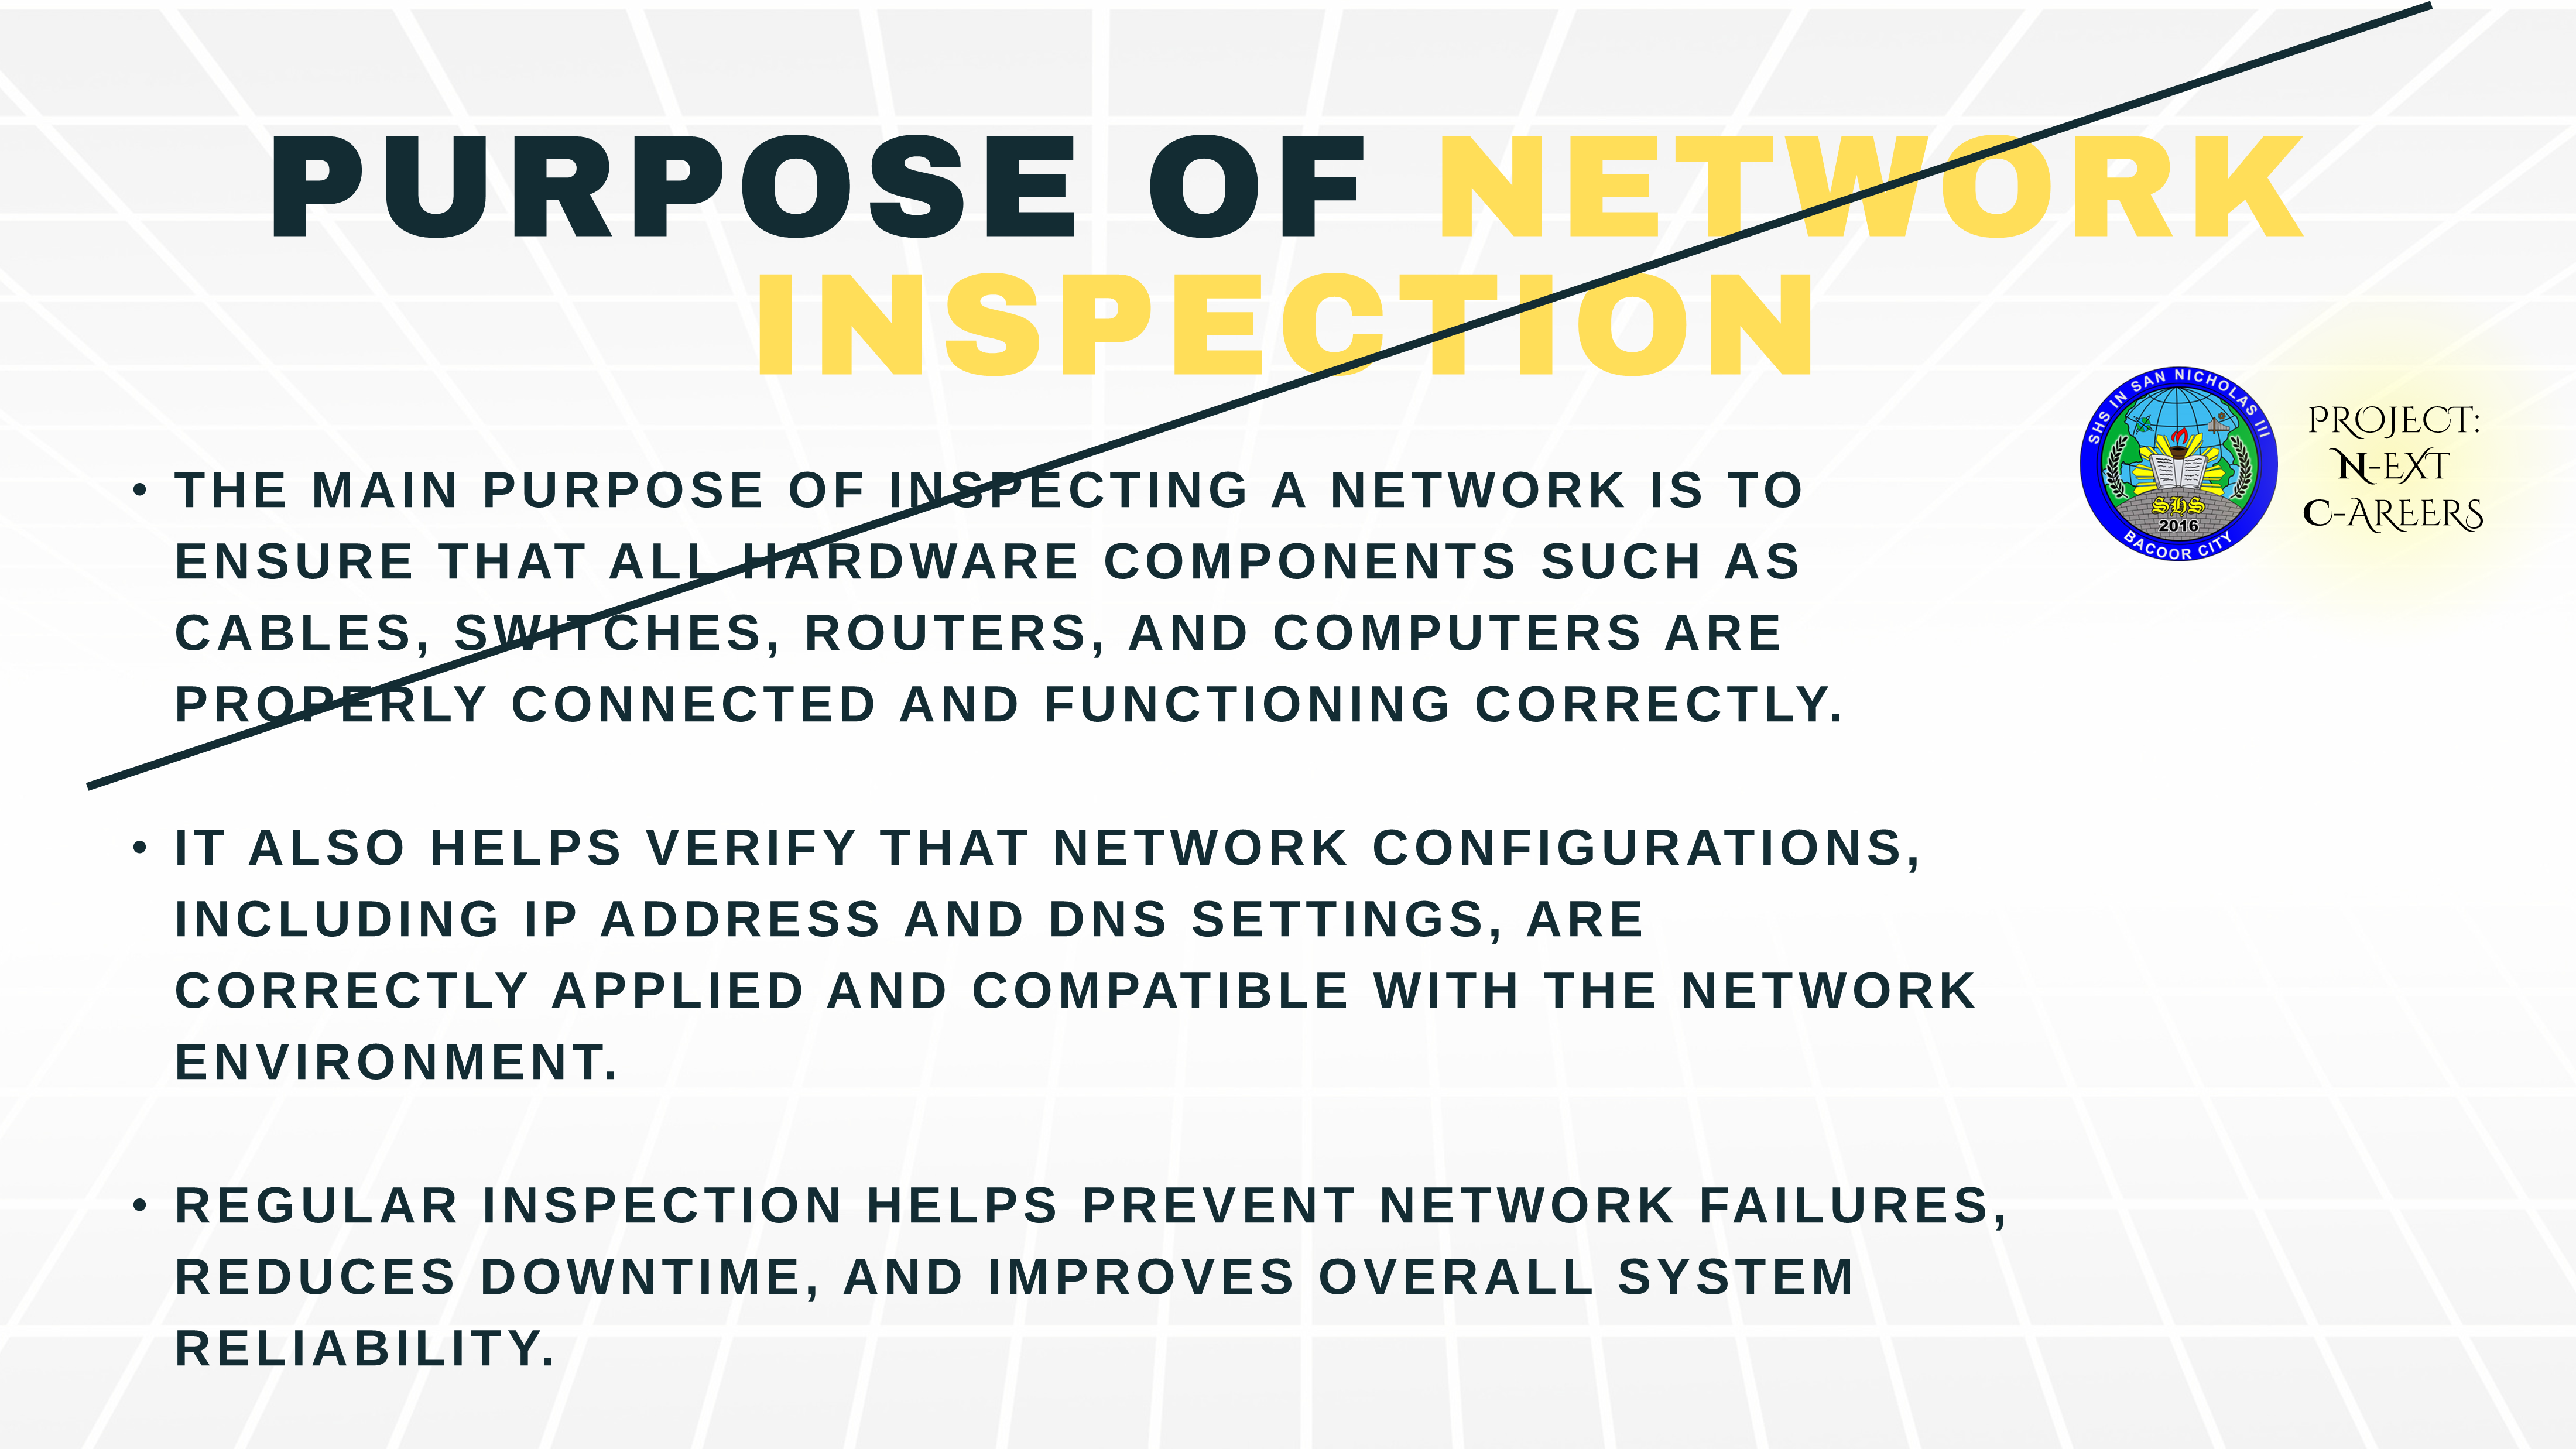 PURPOSE OF NETWORK
INSPECTION
• THE MAIN PURPOSE OF INSPECTING A NETWORK IS TO
ENSURE THAT ALL HARDWARE COMPONENTS SUCH AS
CABLES, SWITCHES, ROUTERS, AND COMPUTERS ARE
PROPERLY CONNECTED AND FUNCTIONING CORRECTLY.
• IT ALSO HELPS VERIFY THAT NETWORK CONFIGURATIONS,
INCLUDING IP ADDRESS AND DNS SETTINGS, ARE
CORRECTLY APPLIED AND COMPATIBLE WITH THE NETWORK
ENVIRONMENT.
• REGULAR INSPECTION HELPS PREVENT NETWORK FAILURES,
REDUCES DOWNTIME, AND IMPROVES OVERALL SYSTEM
RELIABILITY.
SHS IN SAN NICHOLAS III
SHS
2016
BACOOR CITY
PROJECT:
N-EXT
C-AREERS